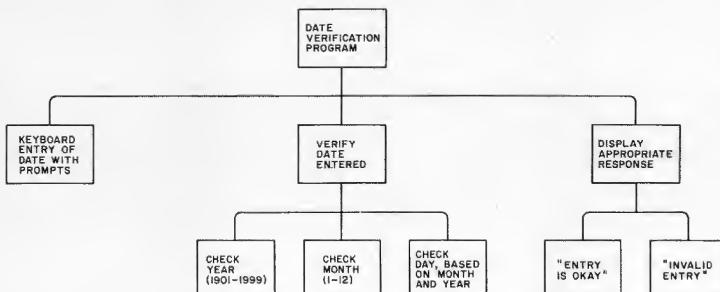 DATE
VERIFICATION
PROGRAM
KEYBOARD
ENTRY OF
DATE WITH
PROMPTS
VERIFY
DATE
ENTERED
DISPLAY
APPROPRIATE
RESPONSE
CHECK
YEAR
(1901-1999)
CHECK
MONTH
(1-12)
CHECK
DAY, BASED
ON MONTH
AND YEAR
"ENTRY
IS OKAY"
"INVALID
ENTRY"